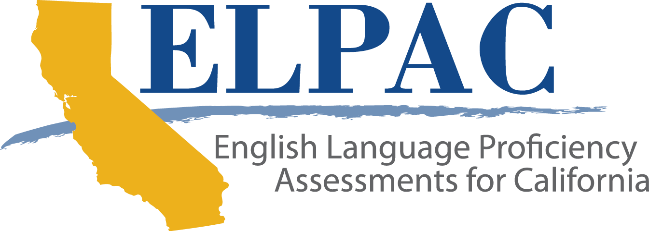 ELPAC
English Language Proficiency
Assessments for California